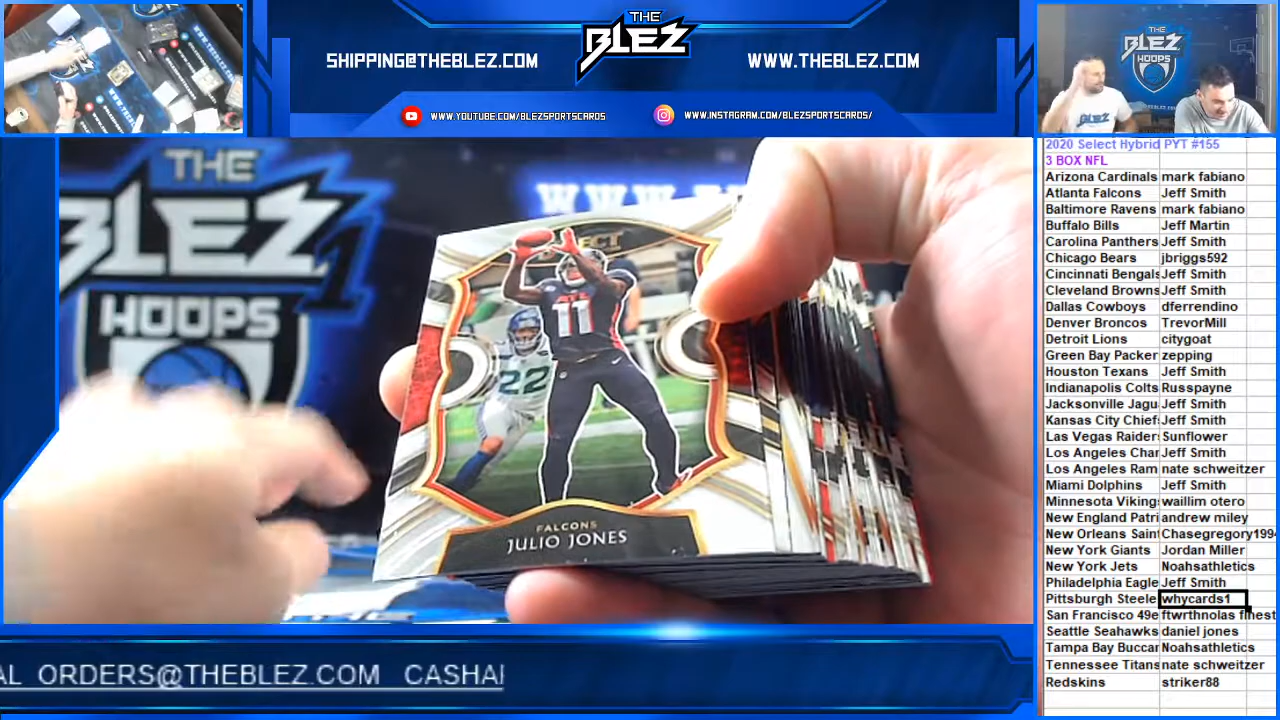 THE
BLEZ
SHIPPING@THEBLEZ.COM
WWW.THEBLEZ.COM
WWW.YOUTUBE.COM/BLEZSPORTSCARDS
WWW.INSTAGRAM.COM/BLEZSPORTSCARDS/
THE
BLEZ
HOOPS
BLEZ
THE
BLEZ
HOOPS
1
ATL
11
22
FALCONS
JULIO JONES
AL ORDERS@THEBLEZ.COM CASHA
2020 Select Hybrid PYT #155
3 BOX NFL
Arizona Cardinals mark fabiano
Atlanta Falcons Jeff Smith
Baltimore Ravens mark fabiano
Buffalo Bills Jeff Martin
Carolina Panthers Jeff Smith
Chicago Bears jbriggs592
Cincinnati Bengals Jeff Smith
Cleveland Browns Jeff Smith
Dallas Cowboys dferrendino
Denver Broncos TrevorMill
Detroit Lions citygoat
Green Bay Packer zepping
Houston Texans Jeff Smith
Indianapolis Colts Russpayne
Jacksonville Jagu Jeff Smith
Kansas City Chief Jeff Smith
Las Vegas Raider Sunflower
Los Angeles Char Jeff Smith
Los Angeles Ram nate schweitzer
Miami Dolphins Jeff Smith
Minnesota Viking waillim otero
New England Patri andrew miley
New Orleans Saint Chasegregory1994
New York Giants Jordan Miller
New York Jets Noahsathletics
Philadelphia Eagle Jeff Smith
Pittsburgh Steele whycards1
San Francisco 49e ftwrthnolas finest
Seattle Seahawks daniel jones
Tampa Bay Buccar Noahsathletics
Tennessee Titans nate schweitzer
Redskins striker88